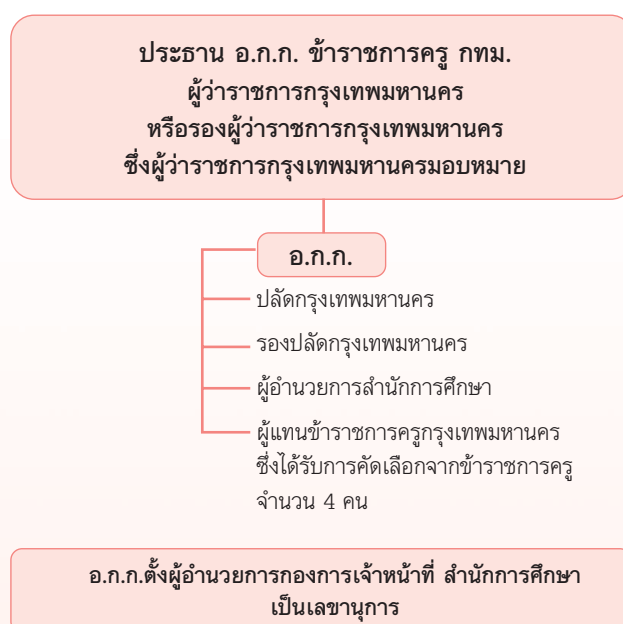 ประธาน อ.ก.ก. ข้าราชการครู กทม.
ผู้ว่าราชการกรุงเทพมหานคร
หรือรองผู้ว่าราชการกรุงเทพมหานคร
ซึ่งผู้ว่าราชการกรุงเทพมหานครมอบหมาย
อ.ก.ก.
ปลัดกรุงเทพมหานคร
รองปลัดกรุงเทพมหานคร
ผู้อำนวยการสำนักการศึกษา
ผู้แทนข้าราชการครูกรุงเทพมหานคร
ซึ่งได้รับการคัดเลือกจากข้าราชการครู
จำนวน 4 คน
อ.ก.ก.ตั้งผู้อำนวยการกองการเจ้าหน้าที่ สำนักการศึกษา
เป็นเลขานุการ